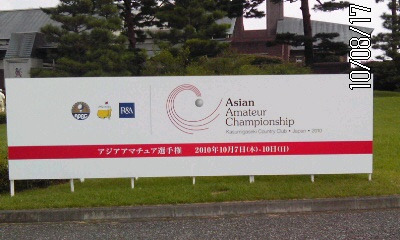 10/08/17
Asian
Amateur
Championship
Kasumigaseki Country Club • Japan • 2010
APGC
R&A
アジアアマチュア選手権 2010年10月7日(木)-10日(日)